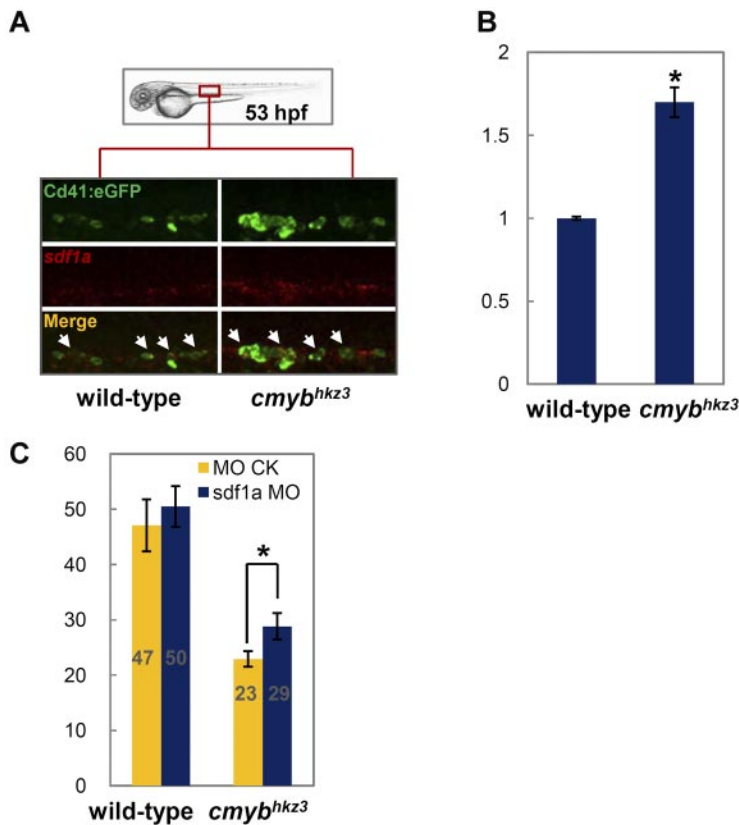 A
53 hpf
Cd41:eGFP
sdf1a
Merge
wild-type cmyb^hkz3
B
2
*
1.5
1
0.5
0
wild-type cmyb^hkz3
C
60
MO CK
sdf1a MO
50
*
40
30
47 50
20
23 29
10
0
wild-type cmyb^hkz3